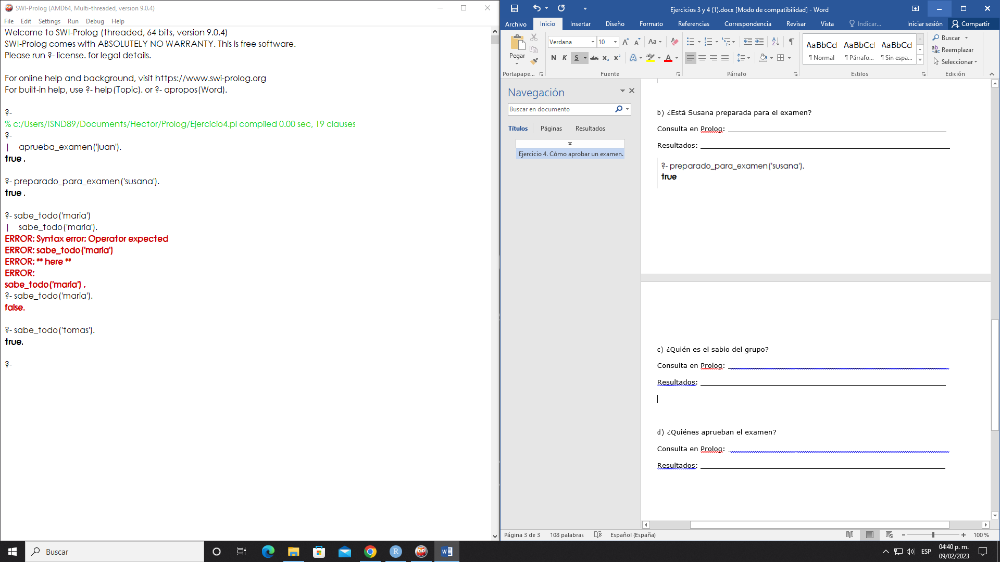 SWI-Prolog (AMD64, Multi-threaded, version 9.0.4)
File Edit Settings Run Debug Help
Welcome to SWI-Prolog (threaded, 64 bits, version 9.0.4)
SWI-Prolog comes with ABSOLUTELY NO WARRANTY. This is free software.
Please run ?- license. for legal details.
For online help and background, visit https://www.swi-prolog.org
For built-in help, use ?- help(Topic). or ?- apropos(Word).
?-
% c:/Users/ISND89/Documents/Hector/Prolog/Ejercicio4.pl compiled 0.00 sec, 19 clauses
?-
| aprueba_examen('juan').
true .
?- preparado_para_examen('susana').
true .
?- sabe_todo('maria')
| sabe_todo('maria').
ERROR: Syntax error: Operator expected
ERROR: sabe_todo('maria')
ERROR: ** here **
ERROR:
sabe_todo('maria') .
?- sabe_todo('maria').
false.
?- sabe_todo('tomas').
true.
?-
Ejercicios 3 y 4 (1).docx [Modo de compatibilidad] - Word
Archivo Inicio Insertar Diseño Formato Referencias Correspondencia Revisar Vista Indicar... Iniciar sesión Compartir
Pegar
Verdana 10 Aa
N K S abc x₂ x² A A
AaBbCcI AaBbCcI AaBbCcI
¶ Normal ¶ Párrafo... ¶ Sin espa...
Buscar
Reemplazar
Seleccionar
Portapape... Fuente Párrafo Estilos Edición
Navegación
Buscar en documento
Títulos Páginas Resultados
Ejercicio 4. Cómo aprobar un examen.
b) ¿Está Susana preparada para el examen?
Consulta en Prolog:
Resultados:
?- preparado_para_examen('susana').
true
c) ¿Quién es el sabio del grupo?
Consulta en Prolog:
Resultados:
d) ¿Quiénes aprueban el examen?
Consulta en Prolog:
Resultados:
Página 3 de 3 108 palabras Español (España) 100 %
Buscar
ESP
04:40 p. m.
09/02/2023